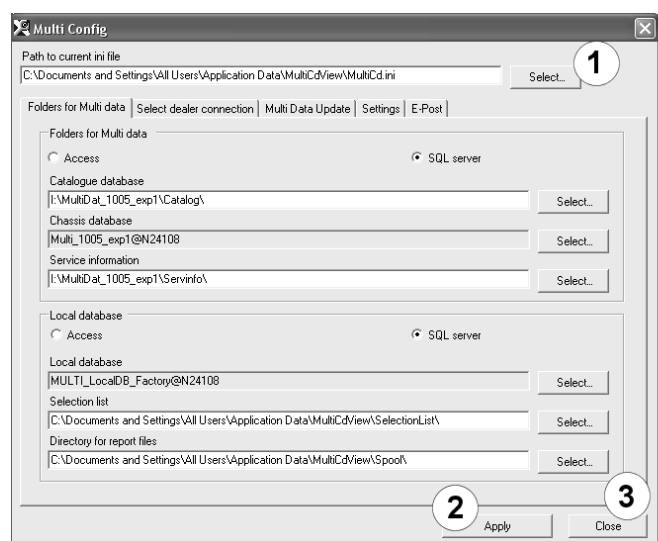 Multi Config
Path to current ini file
C:\Documents and Settings\All Users\Application Data\MultiCdView\MultiCd.ini
Select...
1
Folders for Multi data
Select dealer connection
Multi Data Update
Settings
E-Post
Folders for Multi data
Access
SQL server
Catalogue database
I:\MultiDat_1005_exp1\Catalog\
Select...
Chassis database
Multi_1005_exp1@N24108
Select...
Service information
I:\MultiDat_1005_exp1\Servinfo\
Select...
Local database
Access
SQL server
Local database
MULTI_LocalDB_Factory@N24108
Select...
Selection list
C:\Documents and Settings\All Users\Application Data\MultiCdView\SelectionList\
Select...
Directory for report files
C:\Documents and Settings\All Users\Application Data\MultiCdView\Spool\
Select...
2
3
Apply
Close